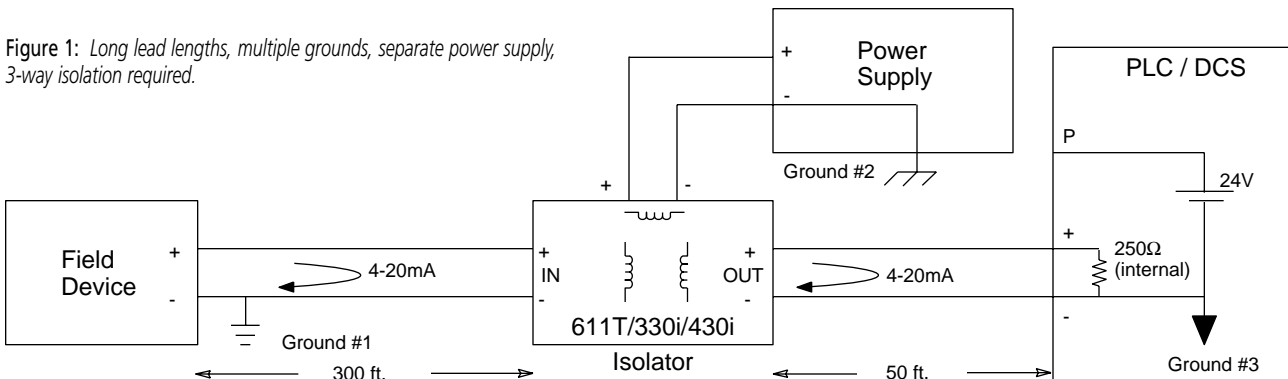 Figure 1: Long lead lengths, multiple grounds, separate power supply,
3-way isolation required.
+
Power
Supply
-
Ground #2
PLC / DCS
P
24V
+
-
Field
Device
+
-
4-20mA
Ground #1
300 ft.
+
IN
-
+
OUT
-
611T/330i/430i
Isolator
4-20mA
50 ft.
+
250Ω
(internal)
-
Ground #3